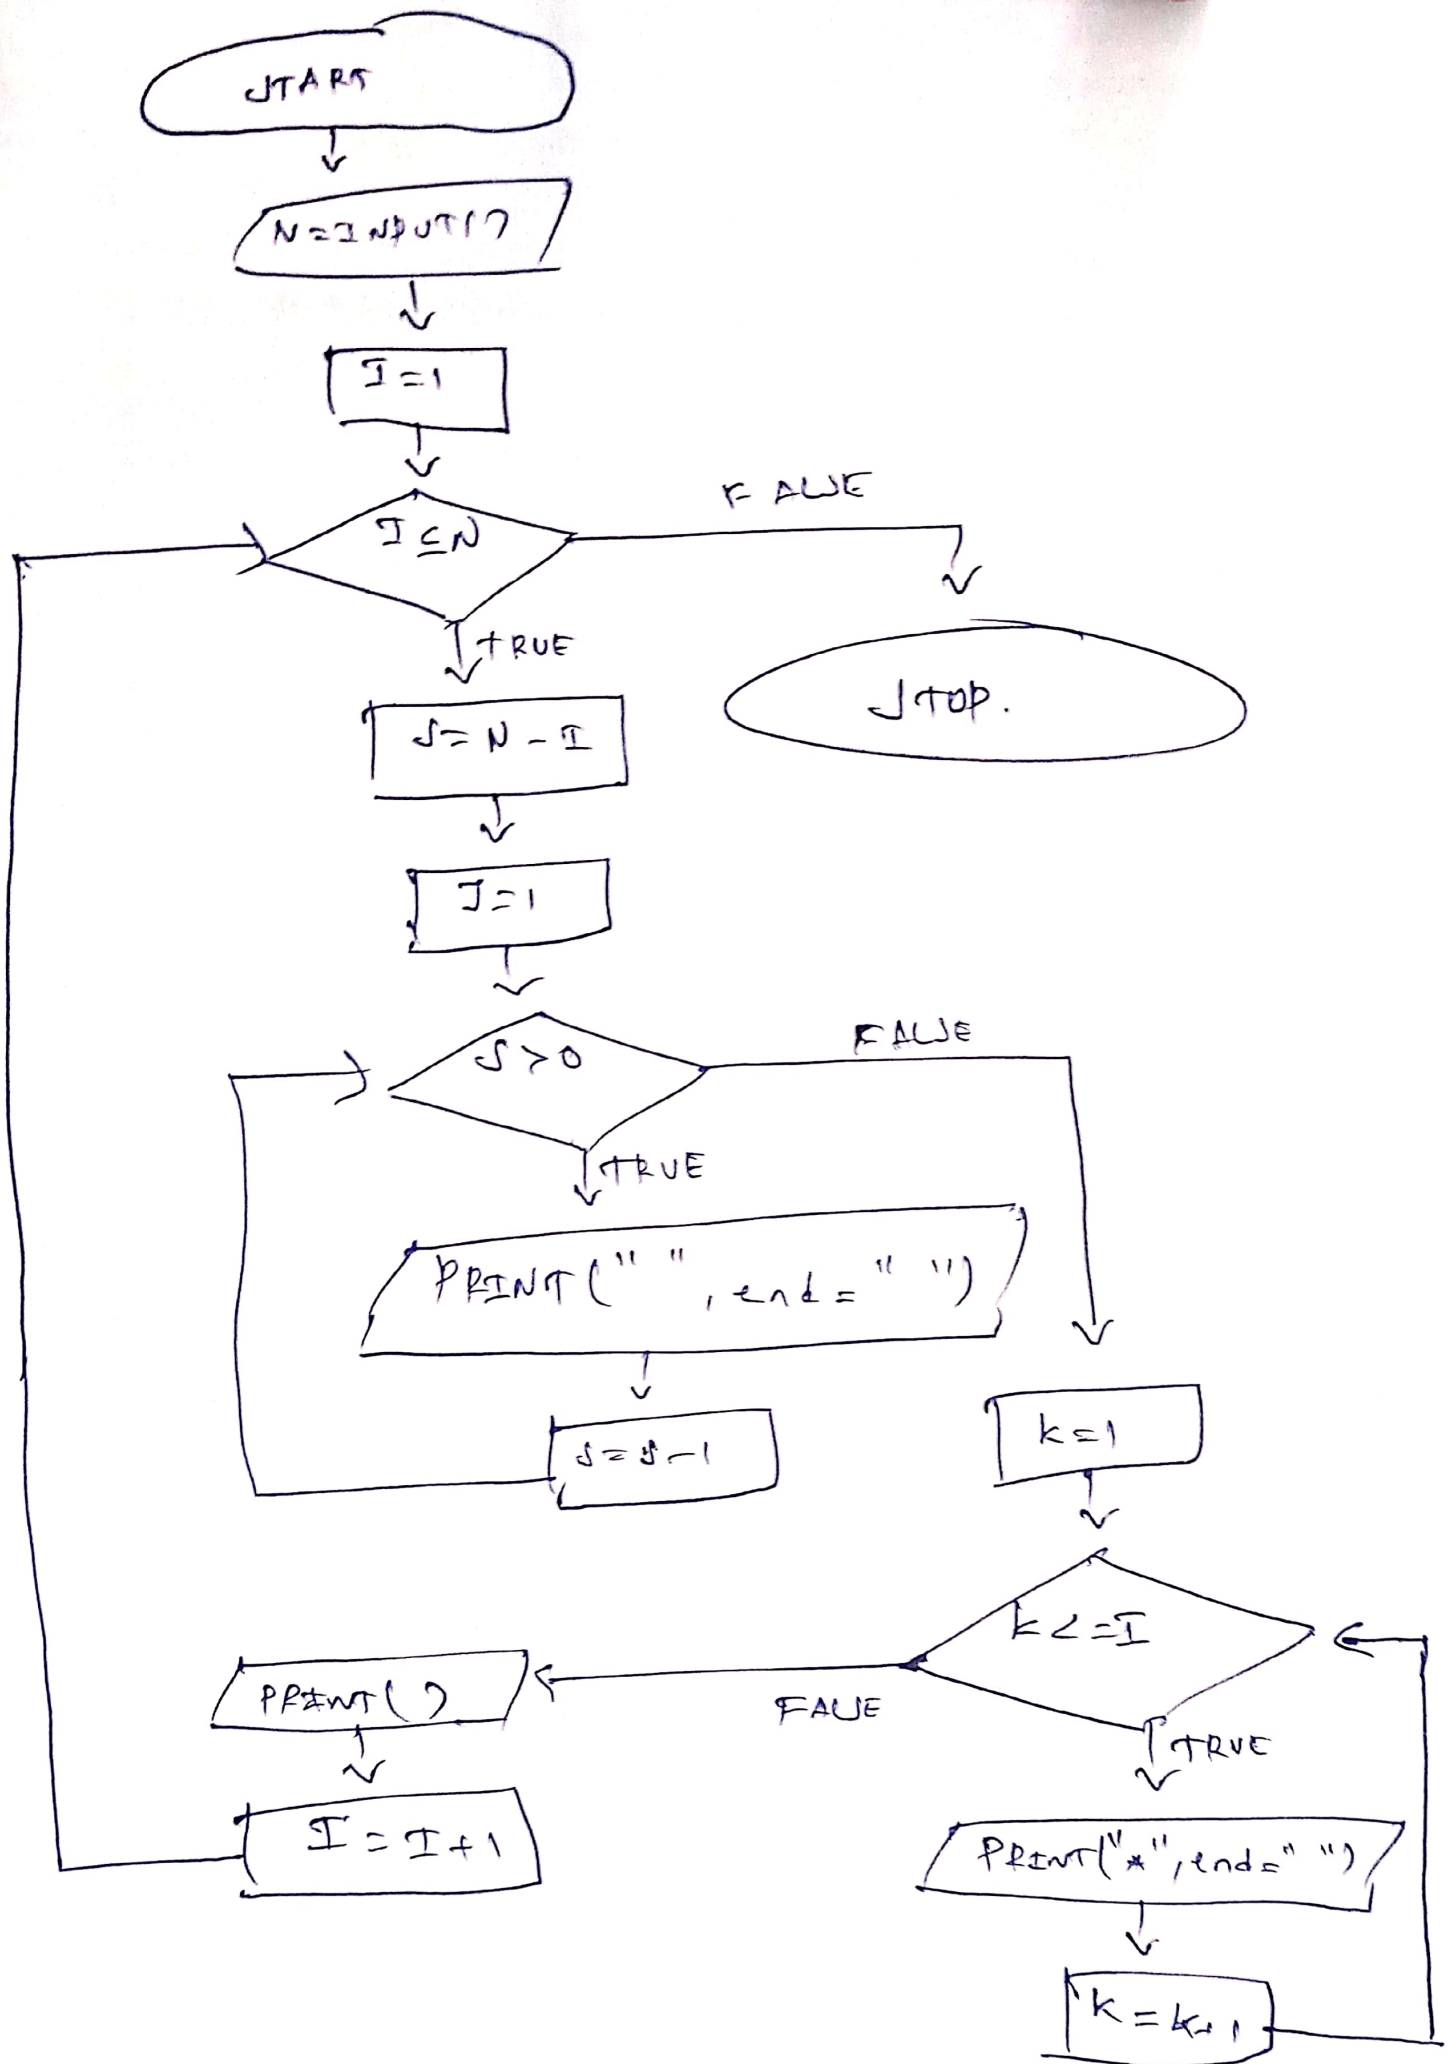 START
N=INPUT()
I=1
I≤N
FALSE
TRUE
STOP.
S=N-I
J=1
S>0
FALSE
TRUE
PRINT(" ", end=" ")
S=S-1
K=1
K<=I
FALSE
TRUE
PRINT()
I=I+1
PRINT("*", end=" ")
K=K+1